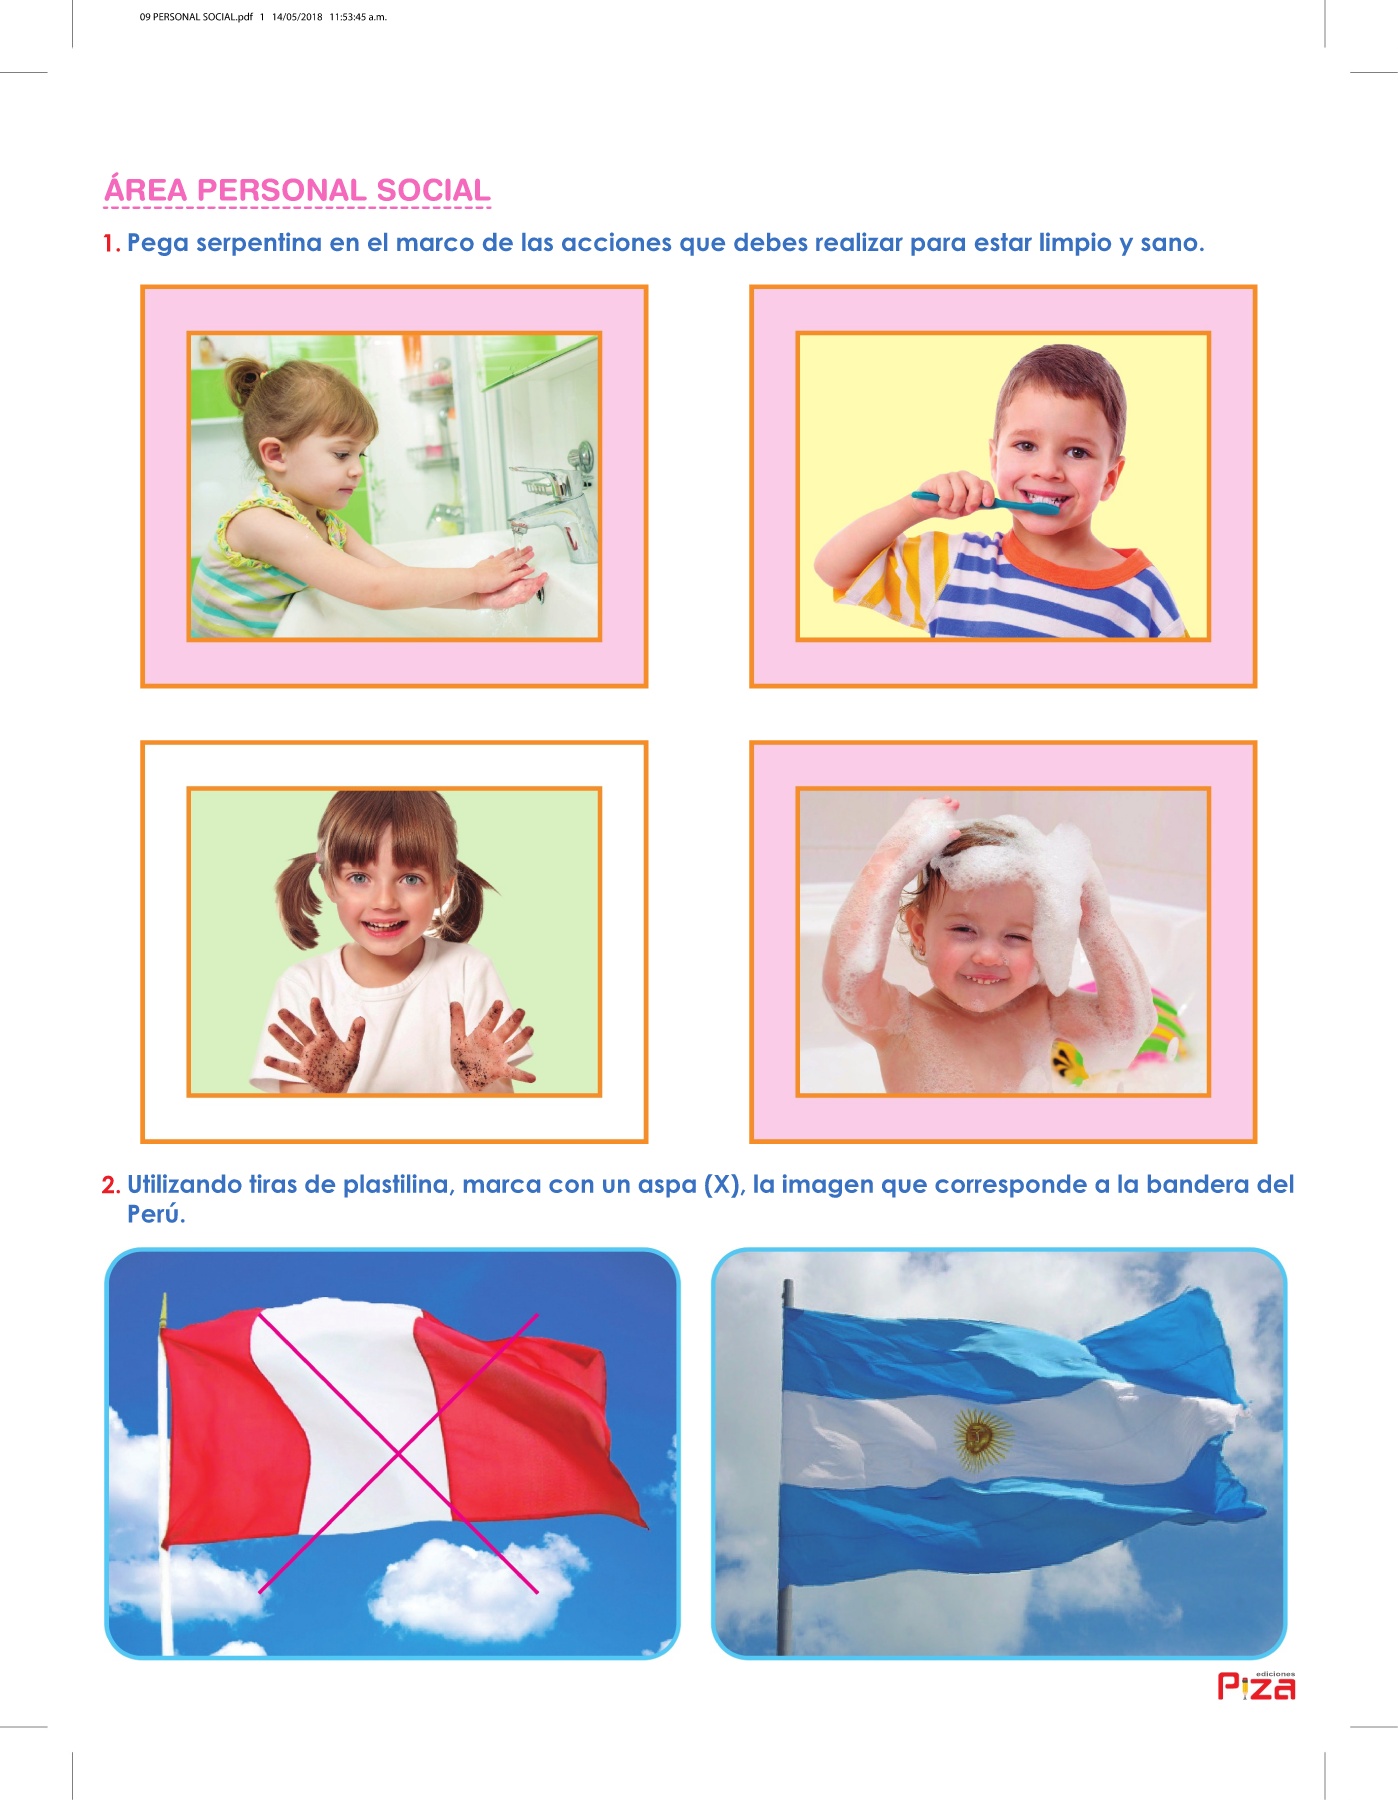 09 PERSONAL SOCIAL.pdf   1   14/05/2018   11:53:45 a.m.
ÁREA PERSONAL SOCIAL
1. Pega serpentina en el marco de las acciones que debes realizar para estar limpio y sano.
2. Utilizando tiras de plastilina, marca con un aspa (X), la imagen que corresponde a la bandera del
Perú.
ediciones
Piza